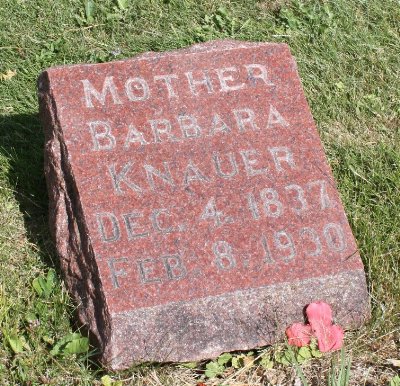 MOTHER
BARBARA
KNAUER
DEC. 4. 1837
FEB. 8. 1930